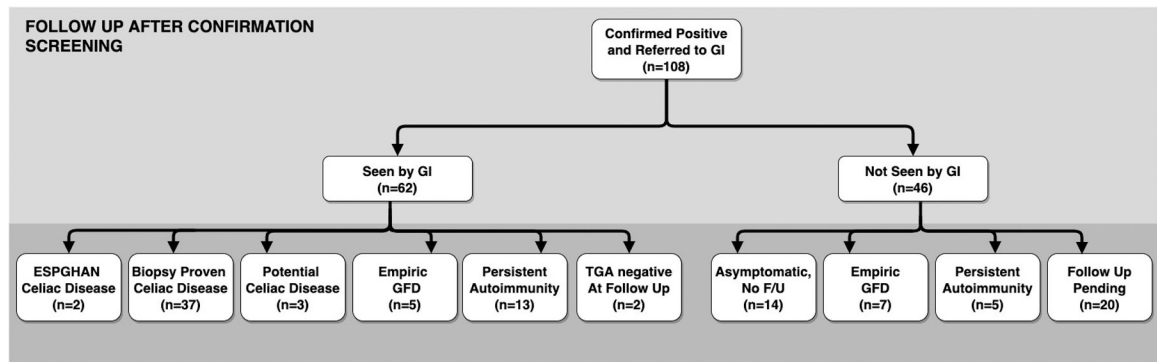 FOLLOW UP AFTER CONFIRMATION
SCREENING
Confirmed Positive
and Referred to GI
(n=108)
Seen by GI
(n=62)
Not Seen by GI
(n=46)
ESPGHAN
Celiac Disease
(n=2)
Biopsy Proven
Celiac Disease
(n=37)
Potential
Celiac Disease
(n=3)
Empiric
GFD
(n=5)
Persistent
Autoimmunity
(n=13)
TGA negative
At Follow Up
(n=2)
Asymptomatic,
No F/U
(n=14)
Empiric
GFD
(n=7)
Persistent
Autoimmunity
(n=5)
Follow Up
Pending
(n=20)